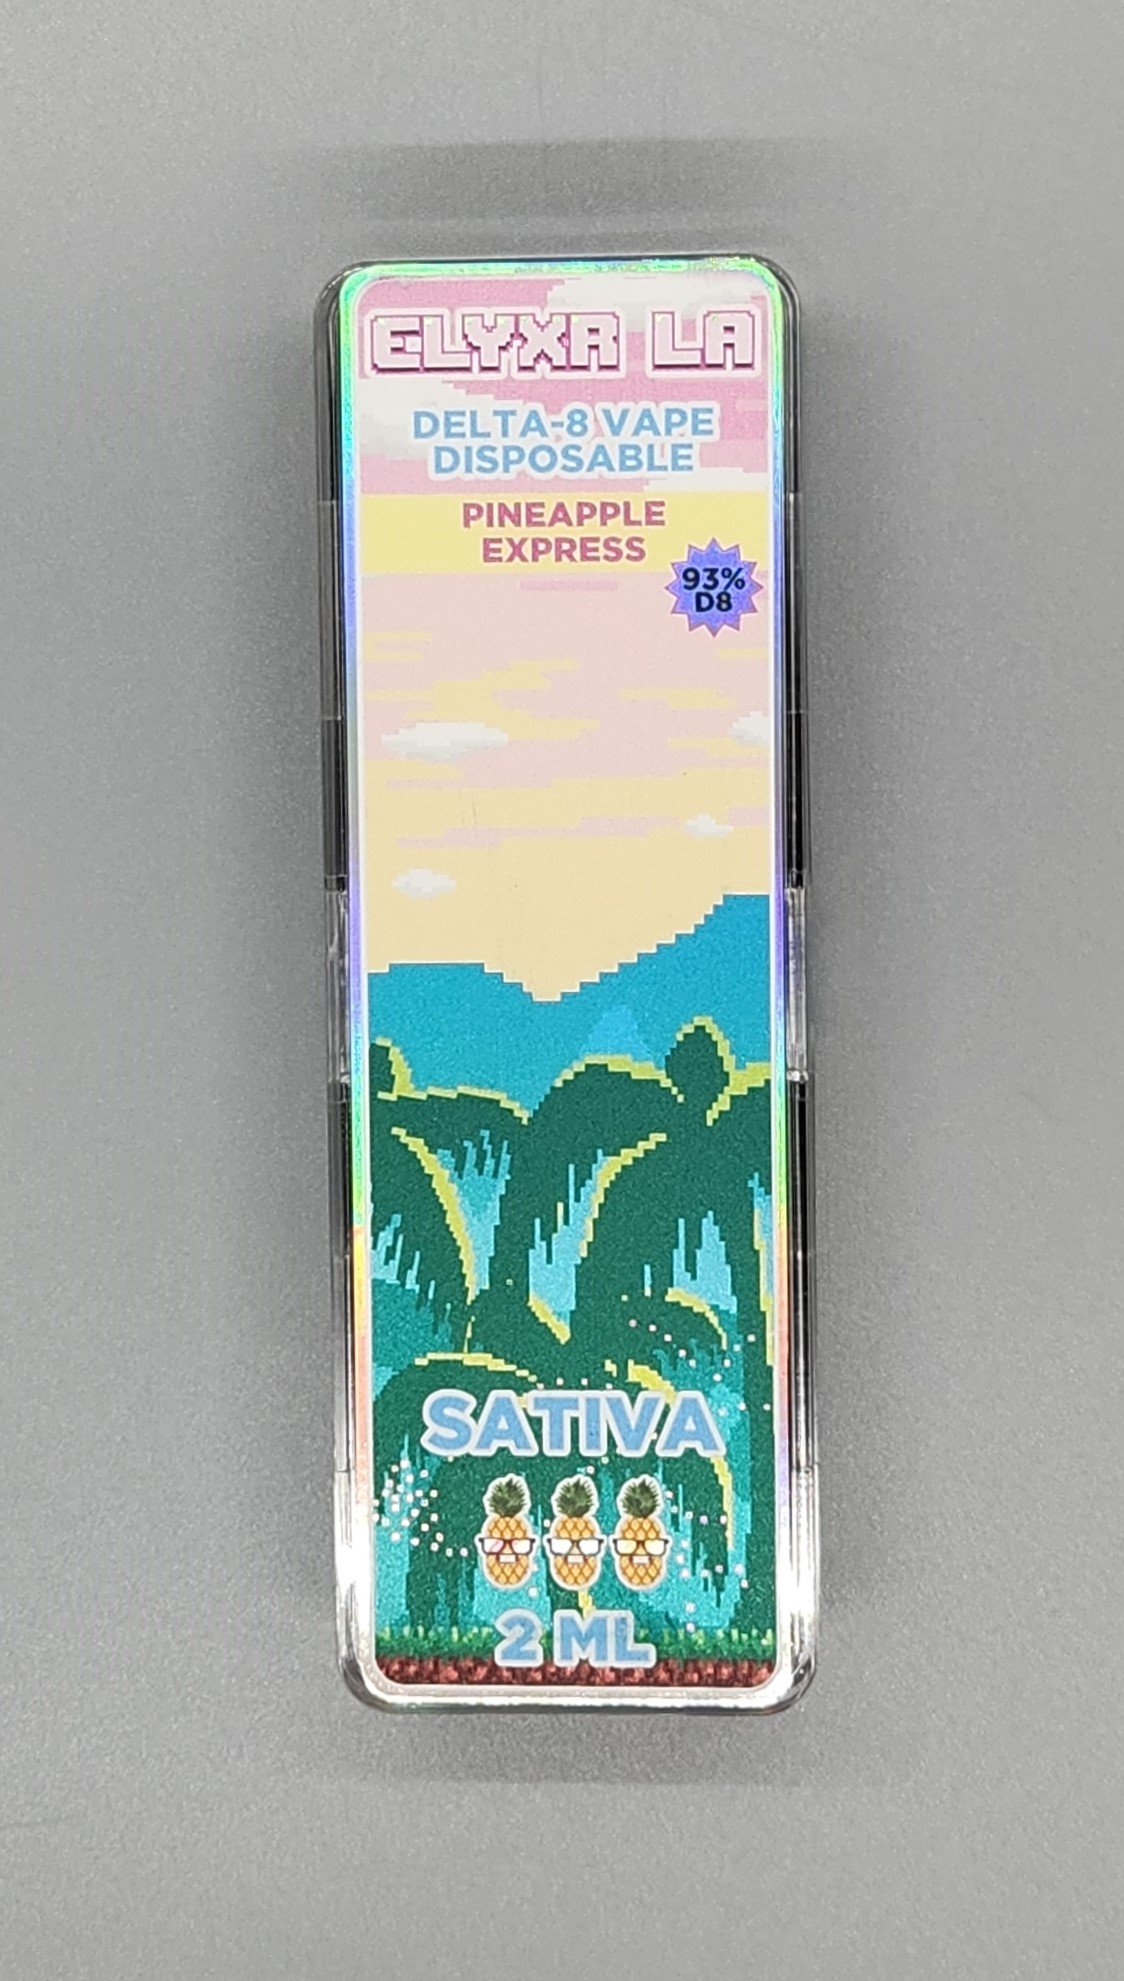 ELYXR LA
DELTA-8 VAPE
DISPOSABLE
PINEAPPLE
EXPRESS
93%
D8
SATIVA
2 ML